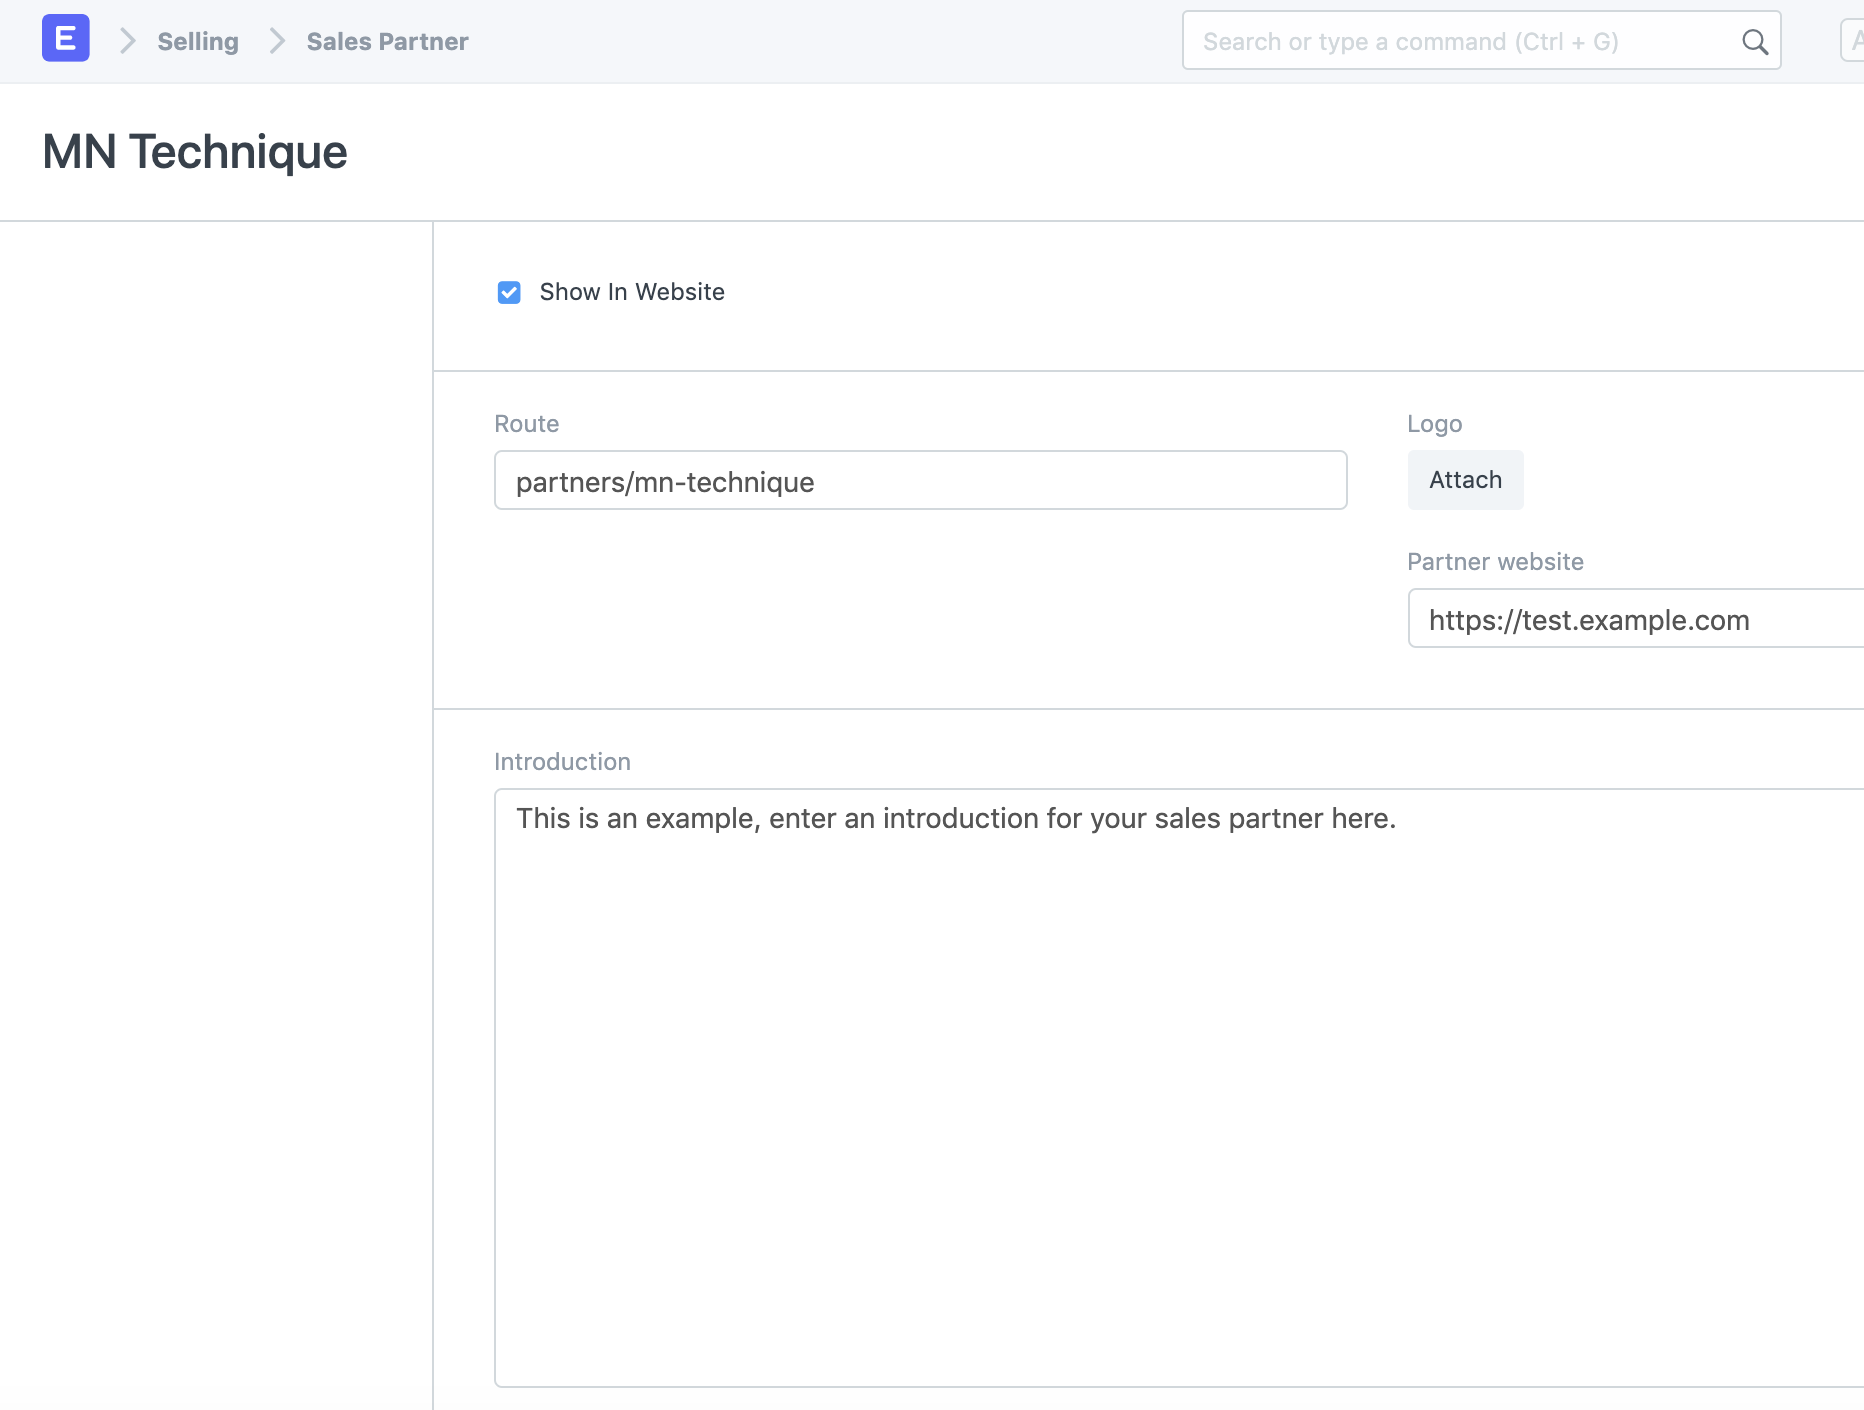 E
Selling
Sales Partner
Search or type a command (Ctrl + G)
MN Technique
Show In Website
Route
partners/mn-technique
Logo
Attach
Partner website
https://test.example.com
Introduction
This is an example, enter an introduction for your sales partner here.